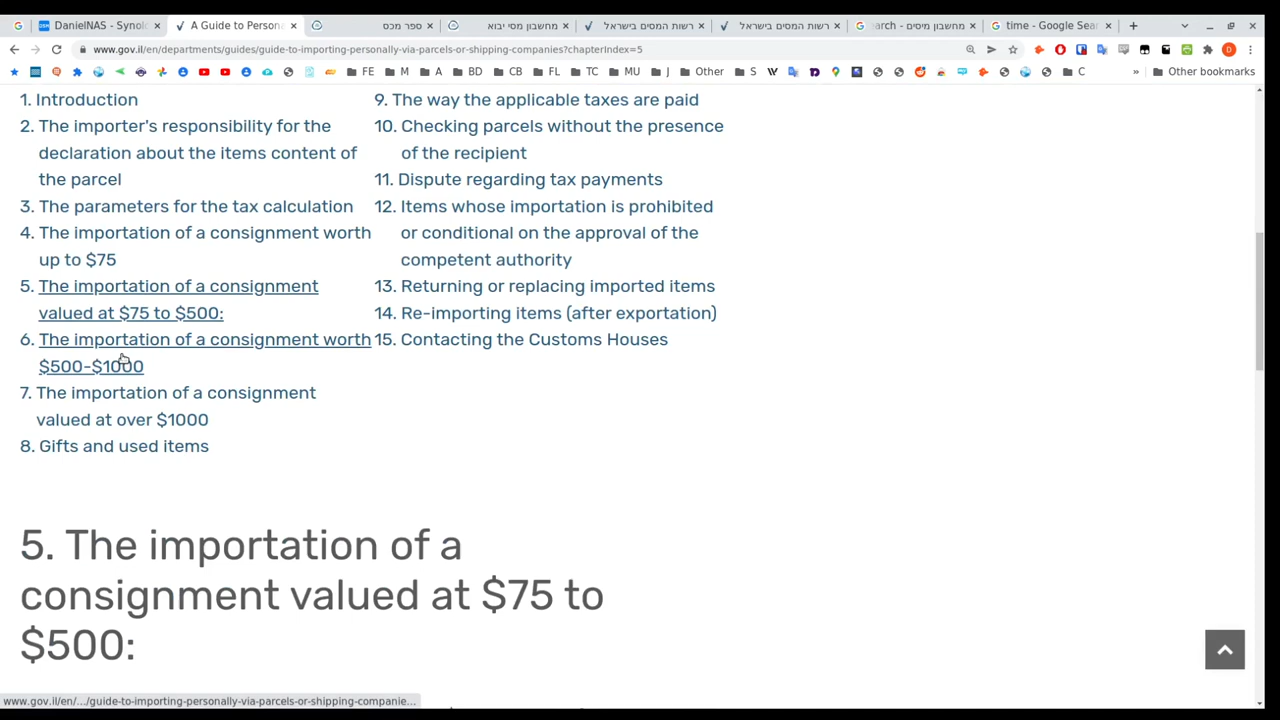 DanielNAS - Synolo
A Guide to Persona
ספר מכס
מחשבון מסי יבוא
רשות המסים בישראל
רשות המסים בישראל
מחשבון מיסים - earch
time - Google Sear
www.gov.il/en/departments/guides/guide-to-importing-personally-via-parcels-or-shipping-companies?chapterIndex=5
FE M A BD CB FL TC MU J Other S W C » Other bookmarks
1. Introduction
2. The importer's responsibility for the
declaration about the items content of
the parcel
3. The parameters for the tax calculation
4. The importation of a consignment worth
up to $75
5. The importation of a consignment
valued at $75 to $500:
6. The importation of a consignment worth
$500-$1000
7. The importation of a consignment
valued at over $1000
8. Gifts and used items
9. The way the applicable taxes are paid
10. Checking parcels without the presence
of the recipient
11. Dispute regarding tax payments
12. Items whose importation is prohibited
or conditional on the approval of the
competent authority
13. Returning or replacing imported items
14. Re-importing items (after exportation)
15. Contacting the Customs Houses
5. The importation of a
consignment valued at $75 to
$500:
www.gov.il/en/.../guide-to-importing-personally-via-parcels-or-shipping-companie...